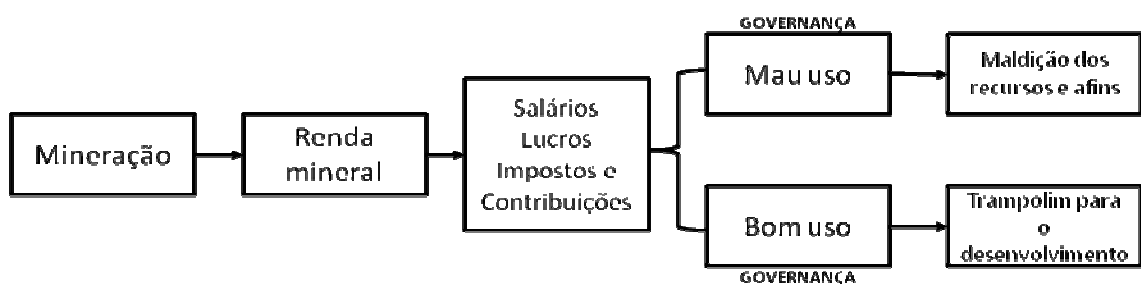 Mineração
Renda
mineral
Salários
Lucros
Impostos e
Contribuições
GOVERNANÇA
Mau uso
Maldição dos
recursos e afins
Bom uso
GOVERNANÇA
Trampolim para
o
desenvolvimento